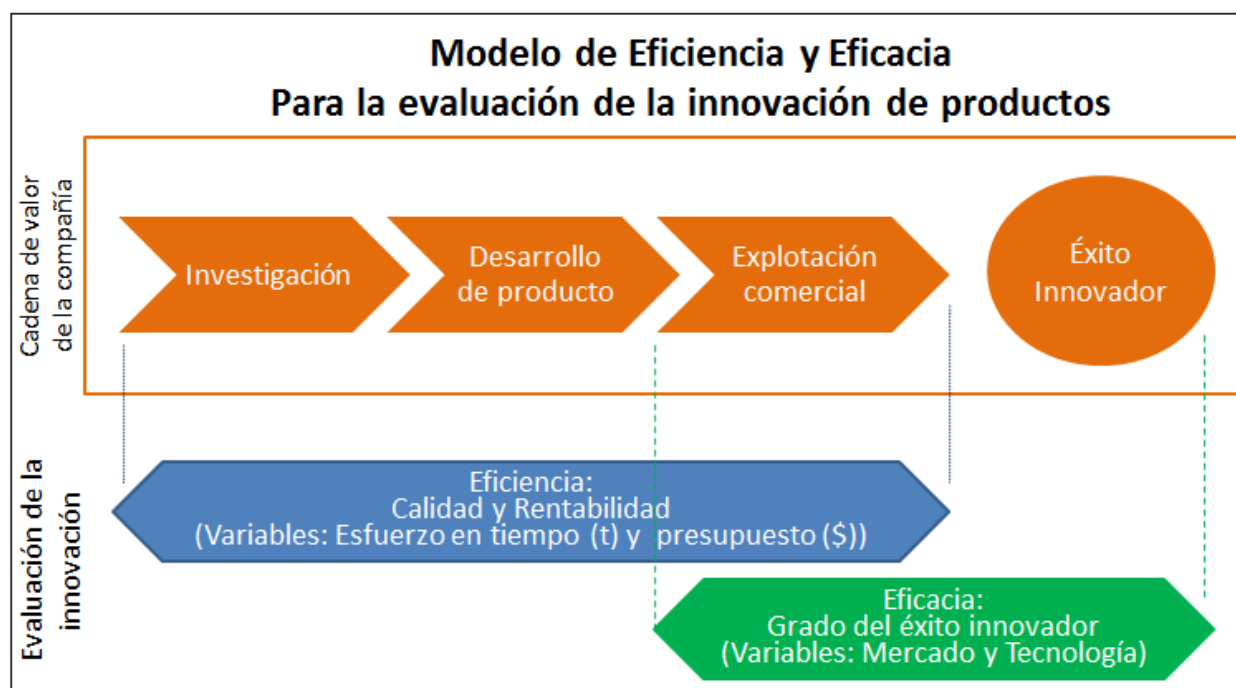 Modelo de Eficiencia y Eficacia
Para la evaluación de la innovación de productos
Cadena de valor
de la compañía
Investigación
Desarrollo
de producto
Explotación
comercial
Éxito
Innovador
Evaluación de la
innovación
Eficiencia:
Calidad y Rentabilidad
(Variables: Esfuerzo en tiempo (t) y presupuesto ($))
Eficacia:
Grado del éxito innovador
(Variables: Mercado y Tecnología)